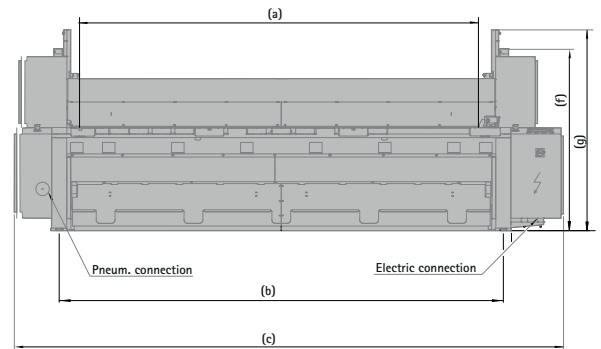 (a)
(f)
(g)
Pneum. connection
Electric connection
(b)
(c)